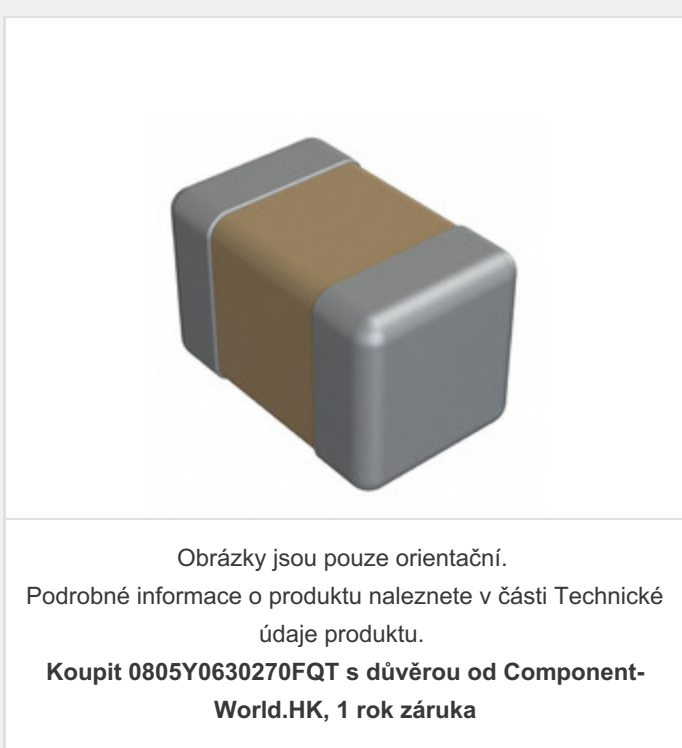 Obrázky jsou pouze orientační.
Podrobné informace o produktu naleznete v části Technické
údaje produktu.
Koupit 0805Y0630270FQT s důvěrou od Component-
World.HK, 1 rok záruka